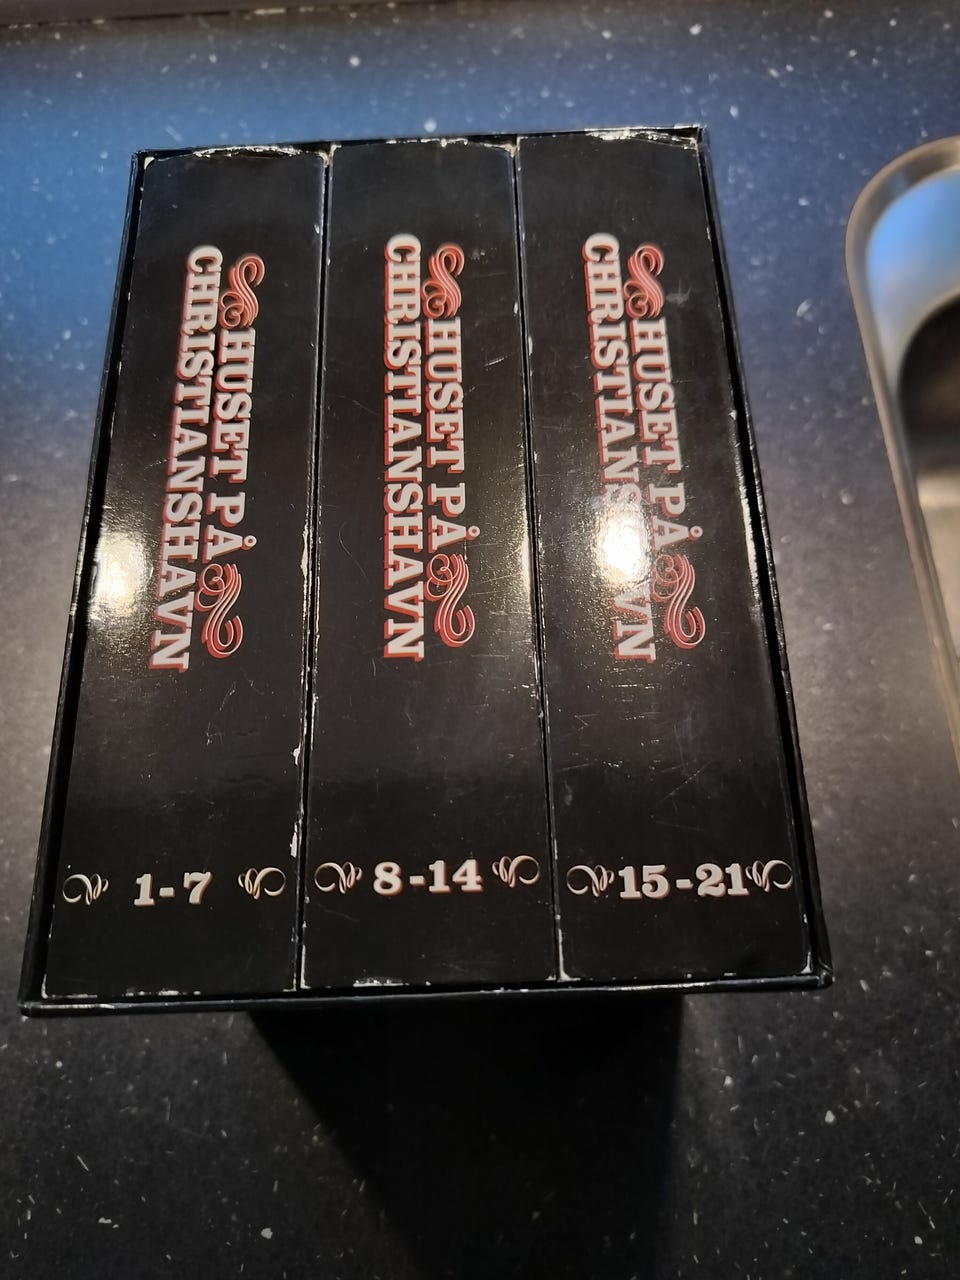 HUSET PÅ
CHRISTIANSHAVN
1-7
HUSET PÅ
CHRISTIANSHAVN
8-14
HUSET PÅ
CHRISTIANSHAVN
15-21